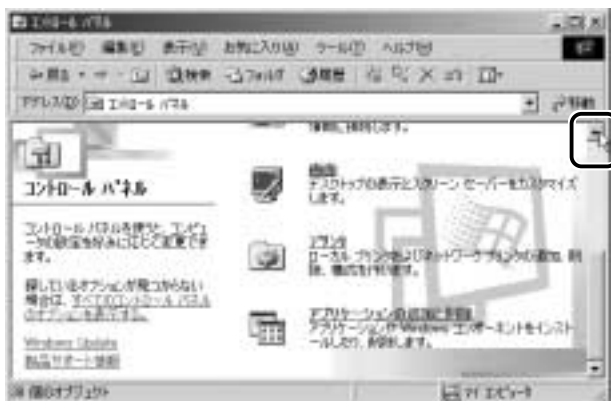 コントロール パネル
ファイル(F) 編集(E) 表示(V) お気に入り(A) ツール(T) ヘルプ(H)
戻る 検索 フォルダ 履歴
アドレス(D) コントロール パネル 移動
接続、検続します。
コントロール パネル
コントロール パネルを使うと、コンピュ
ータの設定を好みに応じて変更でき
ます。
探しているオプションが見つからない
場合は、すべてのコントロール パネル
のオプションを表示する。
Windows Update
製品サポート情報
画面
デスクトップの表示とスクリーン セーバーをカスタマイズ
します。
プリンタ
ローカル プリンタおよびネットワーク プリンタの追加、削
除、構成を行います。
アプリケーションの追加と削除
アプリケーションや Windows コンポーネントをインスト
ールしたり、削除します。
個のオブジェクト マイ コンピュータ